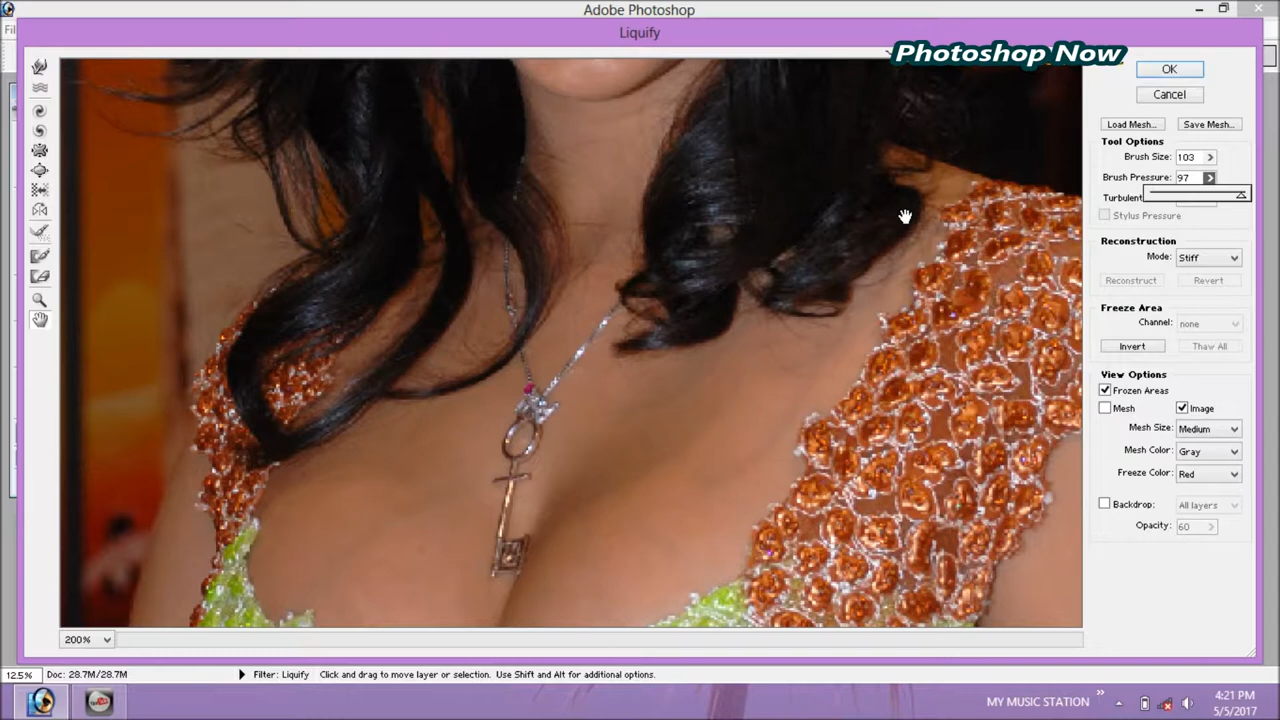 Adobe Photoshop
Liquify
Photoshop Now
OK
Cancel
Load Mesh...
Save Mesh...
Tool Options
Brush Size: 103
Brush Pressure: 97
Turbulent
Stylus Pressure
Reconstruction
Mode: Stiff
Reconstruct
Revert
Freeze Area
Channel: none
Invert
Thaw All
View Options
Frozen Areas
Mesh
Image
Mesh Size: Medium
Mesh Color: Gray
Freeze Color: Red
Backdrop: All layers
Opacity: 60
200%
12.5%
Doc: 28.7M/28.7M
Filter: Liquify
Click and drag to move layer or selection. Use Shift and Alt for additional options.
MY MUSIC STATION
4:21 PM
5/5/2017